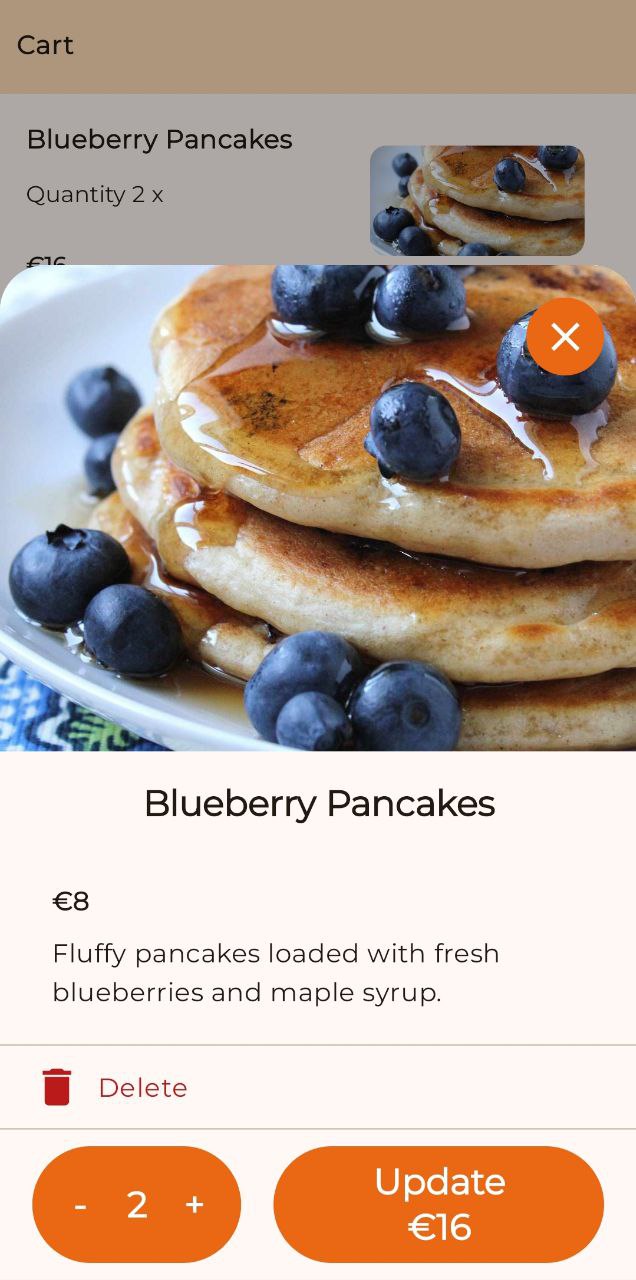 Cart
Blueberry Pancakes
Quantity 2 x
€16
Blueberry Pancakes
€8
Fluffy pancakes loaded with fresh
blueberries and maple syrup.
Delete
- 2 +
Update
€16